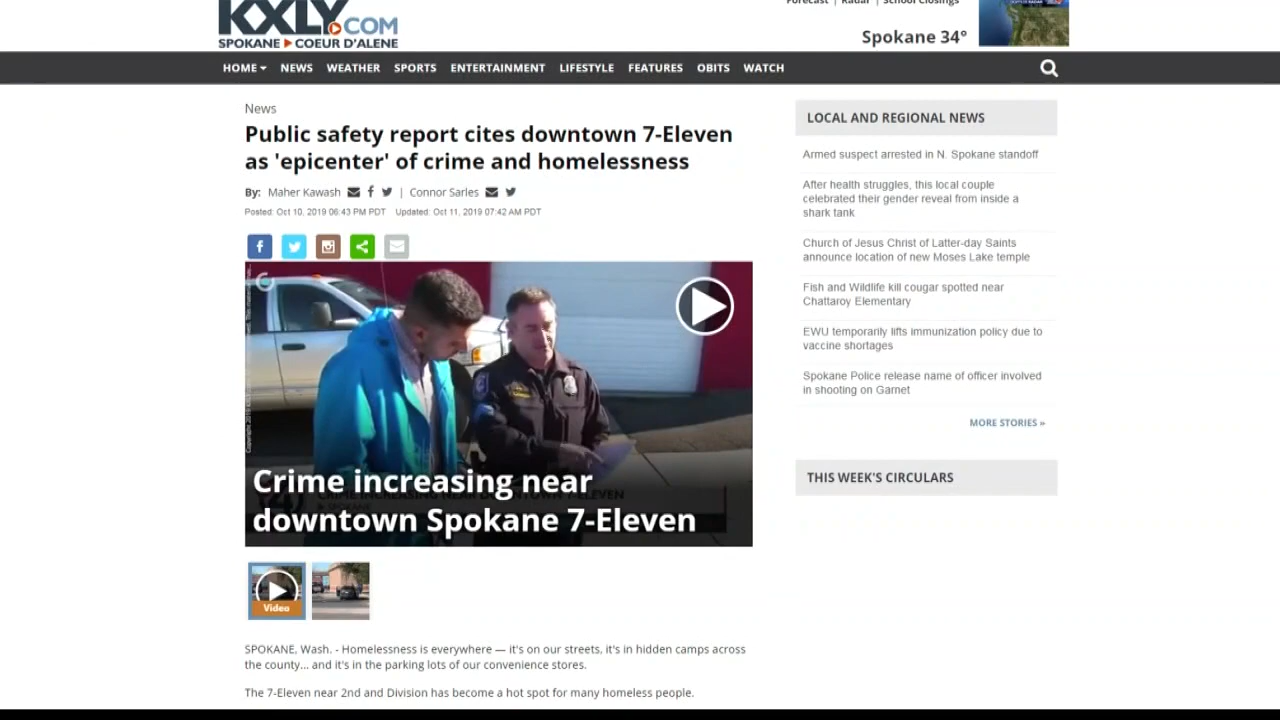 KXLY.COM
SPOKANE COEUR D'ALENE
Forecast | Radar | School Closings
Spokane 34°
HOME NEWS WEATHER SPORTS ENTERTAINMENT LIFESTYLE FEATURES OBITS WATCH
News
Public safety report cites downtown 7-Eleven
as 'epicenter' of crime and homelessness
By: Maher Kawash | Connor Sarles
Posted: Oct 10, 2019 06:43 PM PDT Updated: Oct 11, 2019 07:42 AM PDT
Crime increasing near
downtown Spokane 7-Eleven
CRIME INCREASING NEAR DOWNTOWN 7-ELEVEN
Video
SPOKANE, Wash. - Homelessness is everywhere — it's on our streets, it's in hidden camps across
the county... and it's in the parking lots of our convenience stores.
The 7-Eleven near 2nd and Division has become a hot spot for many homeless people.
LOCAL AND REGIONAL NEWS
Armed suspect arrested in N. Spokane standoff
After health struggles, this local couple
celebrated their gender reveal from inside a
shark tank
Church of Jesus Christ of Latter-day Saints
announce location of new Moses Lake temple
Fish and Wildlife kill cougar spotted near
Chattaroy Elementary
EWU temporarily lifts immunization policy due to
vaccine shortages
Spokane Police release name of officer involved
in shooting on Garnet
MORE STORIES »
THIS WEEK'S CIRCULARS